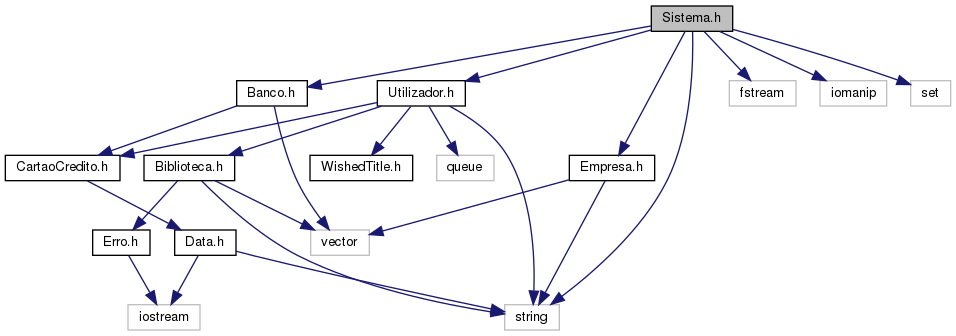 Sistema.h
Banco.h
Utilizador.h
fstream
iomanip
set
CartaoCredito.h
Biblioteca.h
WishedTitle.h
queue
Empresa.h
Erro.h
Data.h
vector
iostream
string